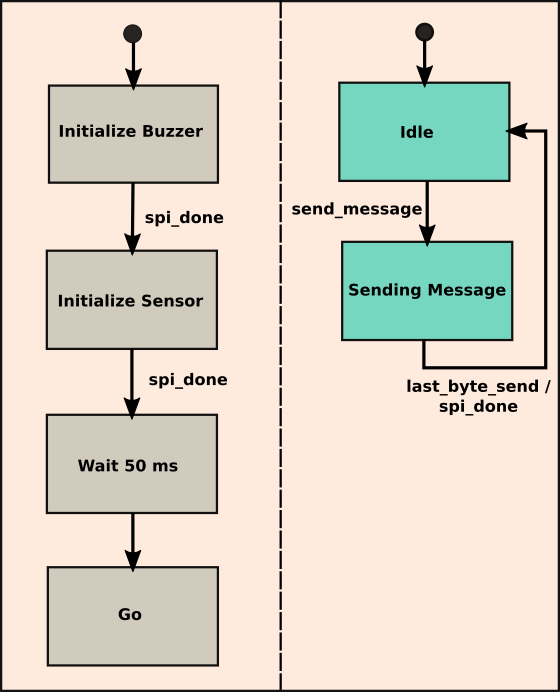 Initialize Buzzer
spi_done
Initialize Sensor
spi_done
Wait 50 ms
Go
Idle
send_message
Sending Message
last_byte_send /
spi_done